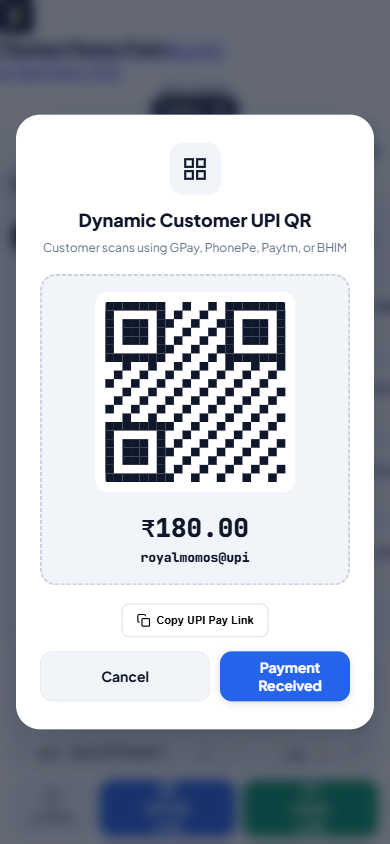 Dynamic Customer UPI QR
Customer scans using GPay, PhonePe, Paytm, or BHIM
₹180.00
royalmomos@upi
Copy UPI Pay Link
Cancel
Payment
Received